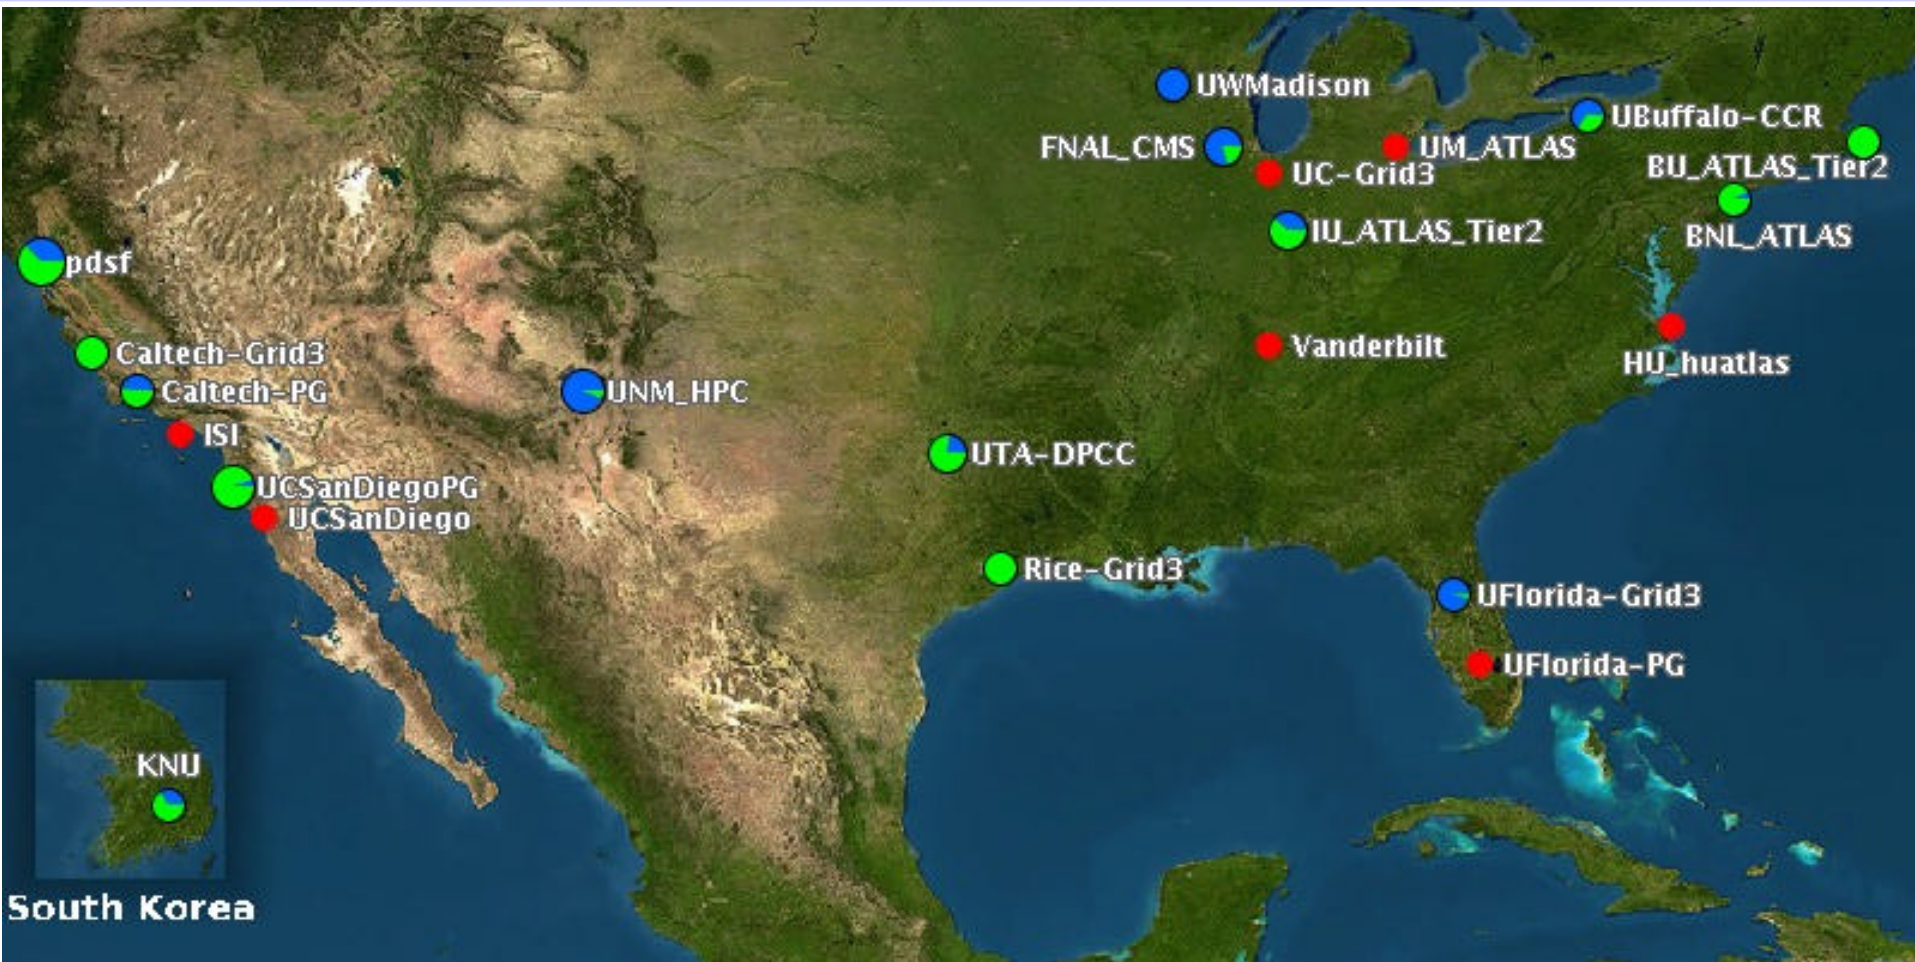 UWMadison
UBuffalo-CCR
FNAL_CMS
UM_ATLAS
BU_ATLAS_Tier2
UC-Grid3
IU_ATLAS_Tier2
BNL_ATLAS
pdsf
Caltech-Grid3
Vanderbilt
HU_huatlas
Caltech-PG
UNM_HPC
ISI
UTA-DPCC
UCSanDiegoPG
UCSanDiego
Rice-Grid3
UFlorida-Grid3
UFlorida-PG
KNU
South Korea